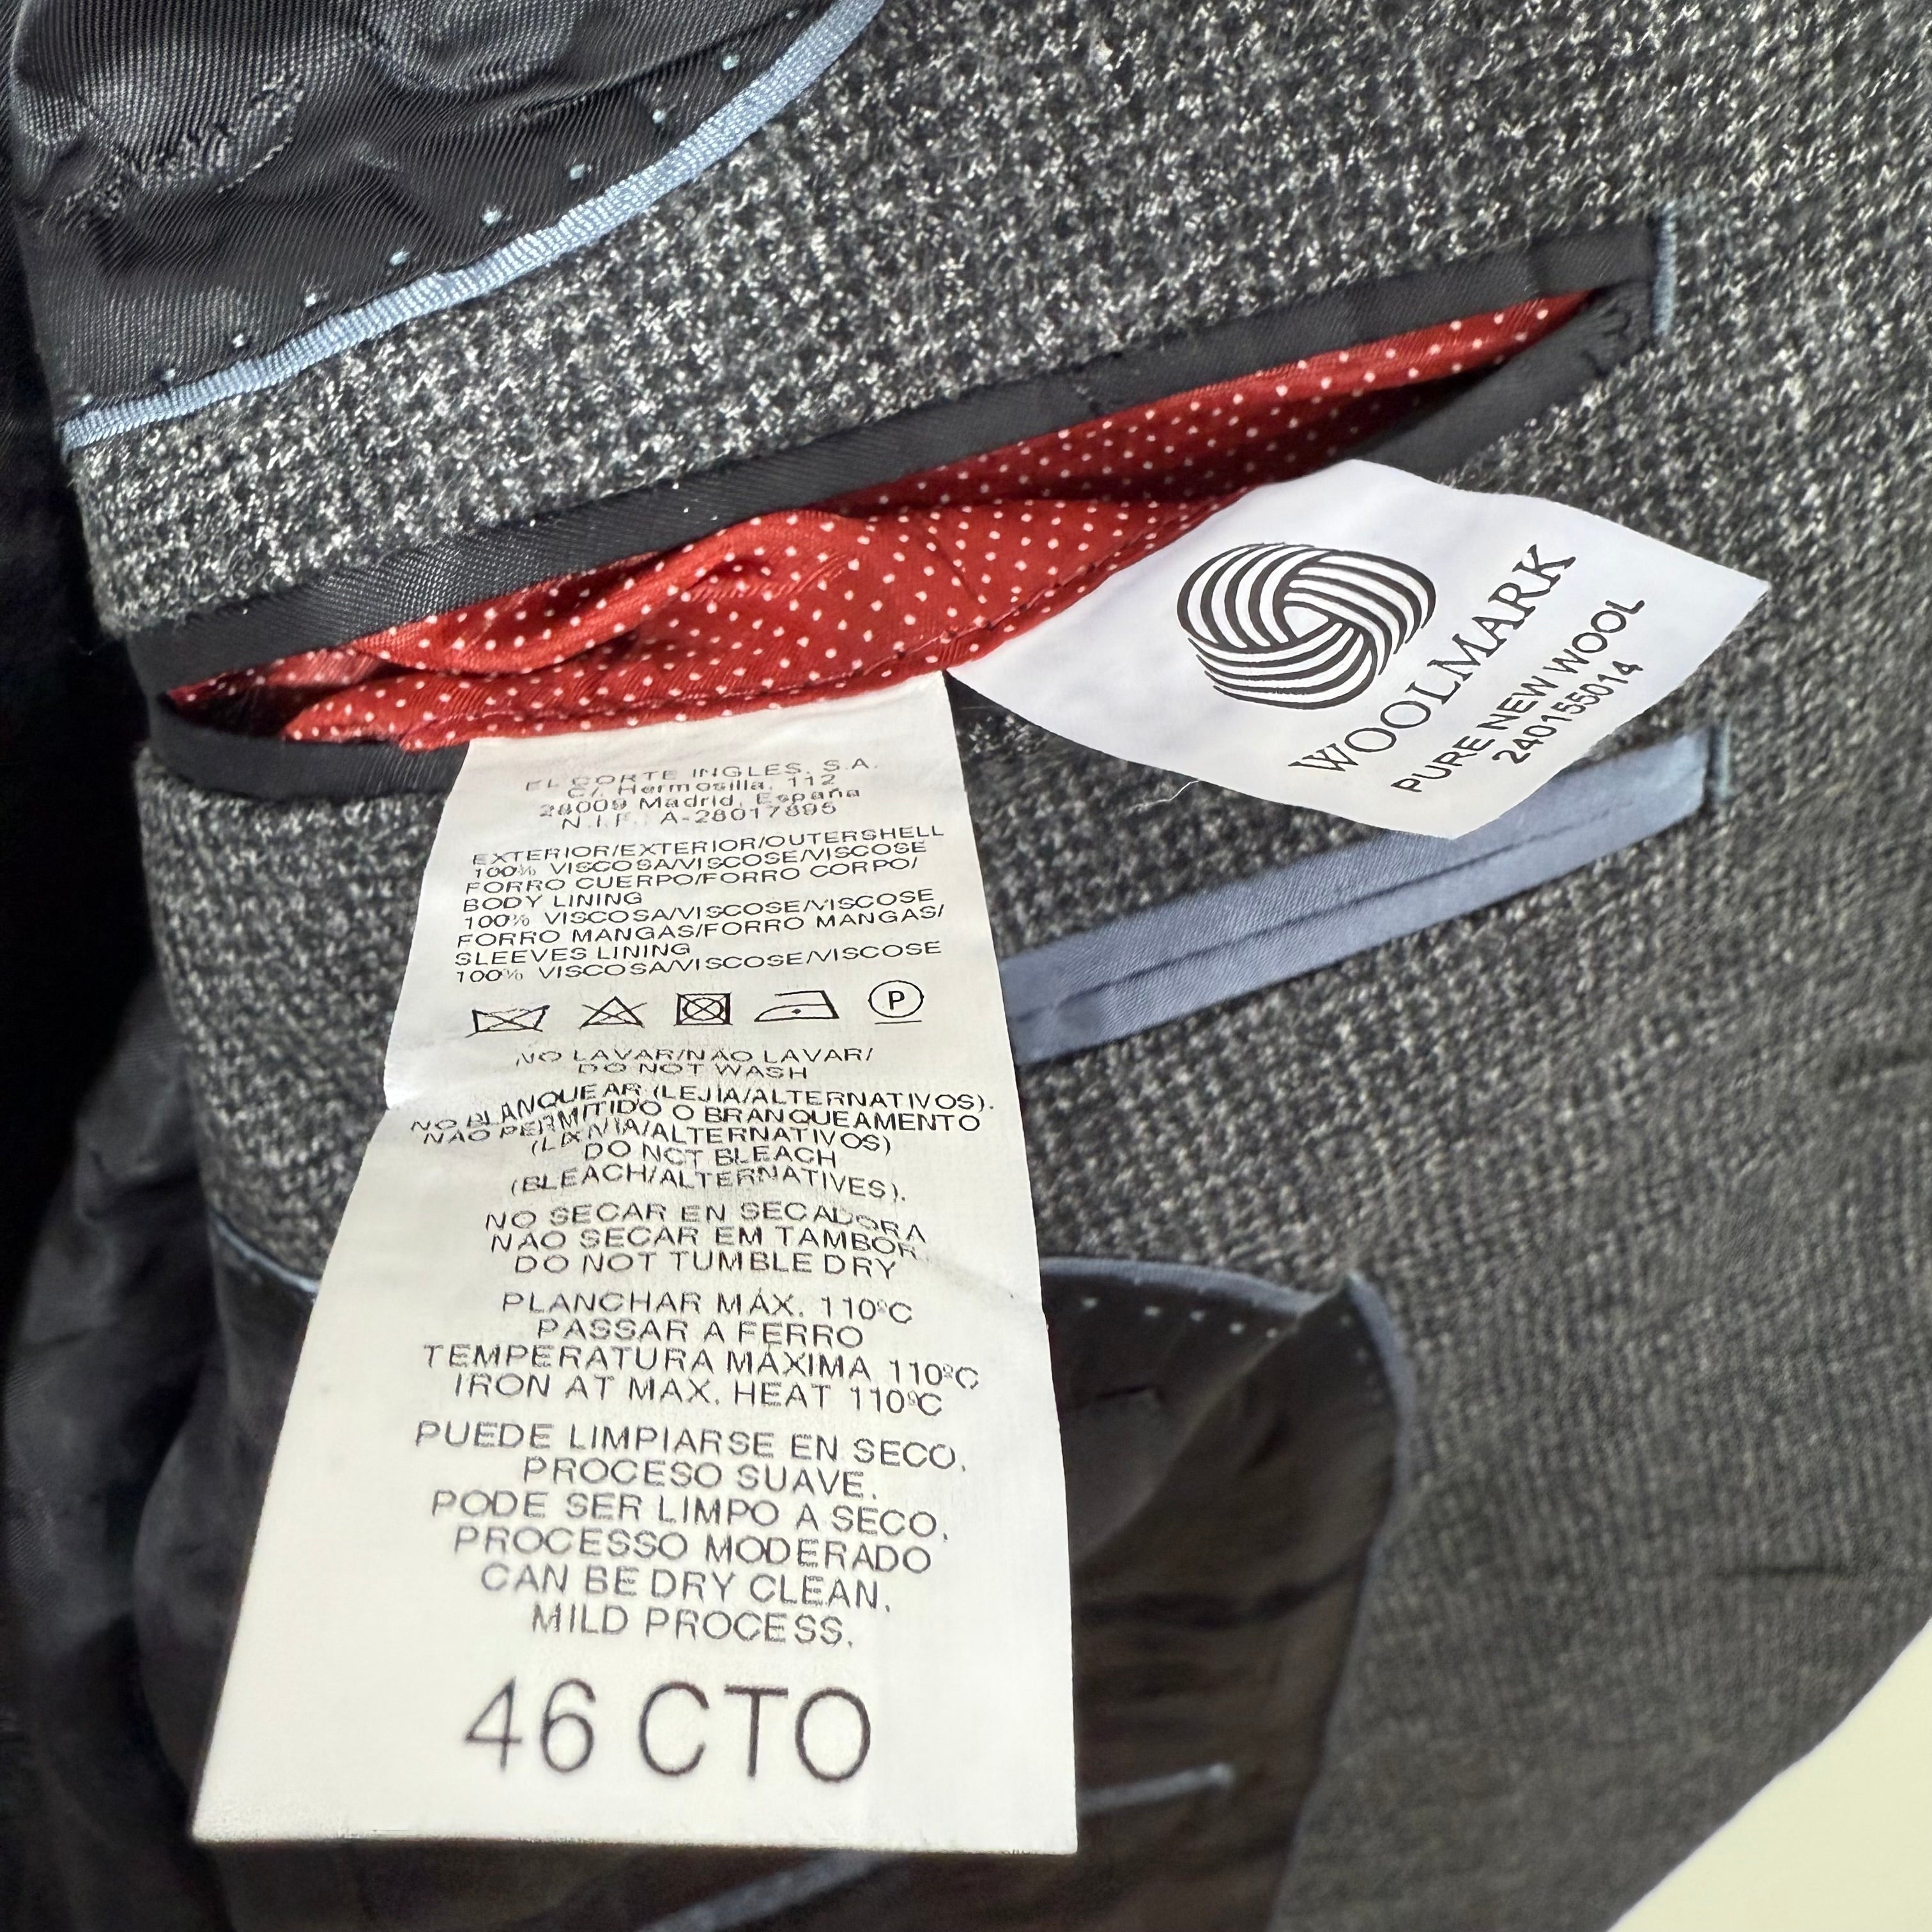 EL CORTE INGLES, S.A.
C/. Hermosilla, 112
28009 Madrid, España
N.I.F. A-28017895
EXTERIOR/EXTERIOR/OUTERSHELL
100% VISCOSA/VISCOSE/VISCOSE
FORRO CUERPO/FORRO CORPO/
BODY LINING
100% VISCOSA/VISCOSE/VISCOSE
FORRO MANGAS/FORRO MANGAS/
SLEEVES LINING
100% VISCOSA/VISCOSE/VISCOSE
P
NO LAVAR/NÃO LAVAR/
DO NOT WASH
NO BLANQUEAR (LEJIA/ALTERNATIVOS).
NÃO PERMITIDO O BRANQUEAMENTO
(LIXIVIA/ALTERNATIVOS)
DO NOT BLEACH
(BLEACH/ALTERNATIVES).
NO SECAR EN SECADORA
NÃO SECAR EM TAMBOR
DO NOT TUMBLE DRY
PLANCHAR MÁX. 110ºC
PASSAR A FERRO
TEMPERATURA MÁXIMA 110ºC
IRON AT MAX. HEAT 110ºC
PUEDE LIMPIARSE EN SECO.
PROCESO SUAVE.
PODE SER LIMPO A SECO.
PROCESSO MODERADO
CAN BE DRY CLEAN.
MILD PROCESS.
46 CTO
WOOLMARK
PURE NEW WOOL
240155014